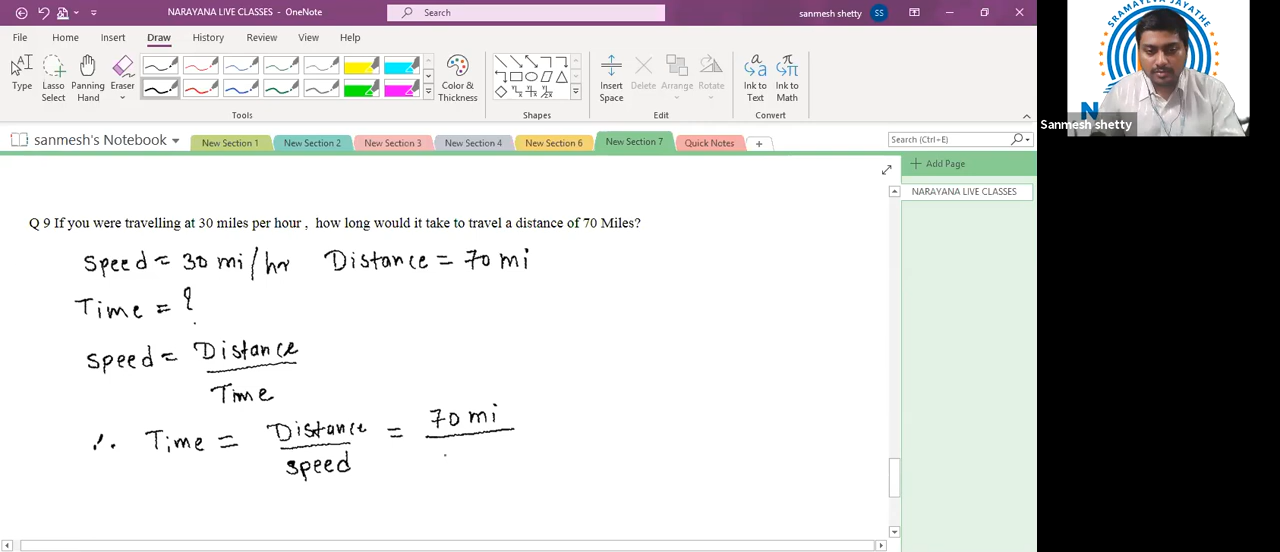 NARAYANA LIVE CLASSES - OneNote
Search
sanmesh shetty SS
SRAMAYEVA JAYATHE
File Home Insert Draw History Review View Help
Type Lasso Select Panning Hand Eraser Color & Thickness Insert Space Delete Arrange Rotate Ink to Text Ink to Math
Tools Shapes Edit Convert
N
Sanmesh shetty
sanmesh's Notebook New Section 1 New Section 2 New Section 3 New Section 4 New Section 6 New Section 7 Quick Notes + Search (Ctrl+E)
+ Add Page
NARAYANA LIVE CLASSES
Q 9 If you were travelling at 30 miles per hour , how long would it take to travel a distance of 70 Miles?
Speed = 30 mi/hr Distance = 70 mi
Time = ?
Speed = Distance
Time
∴ Time = Distance = 70 mi
Speed